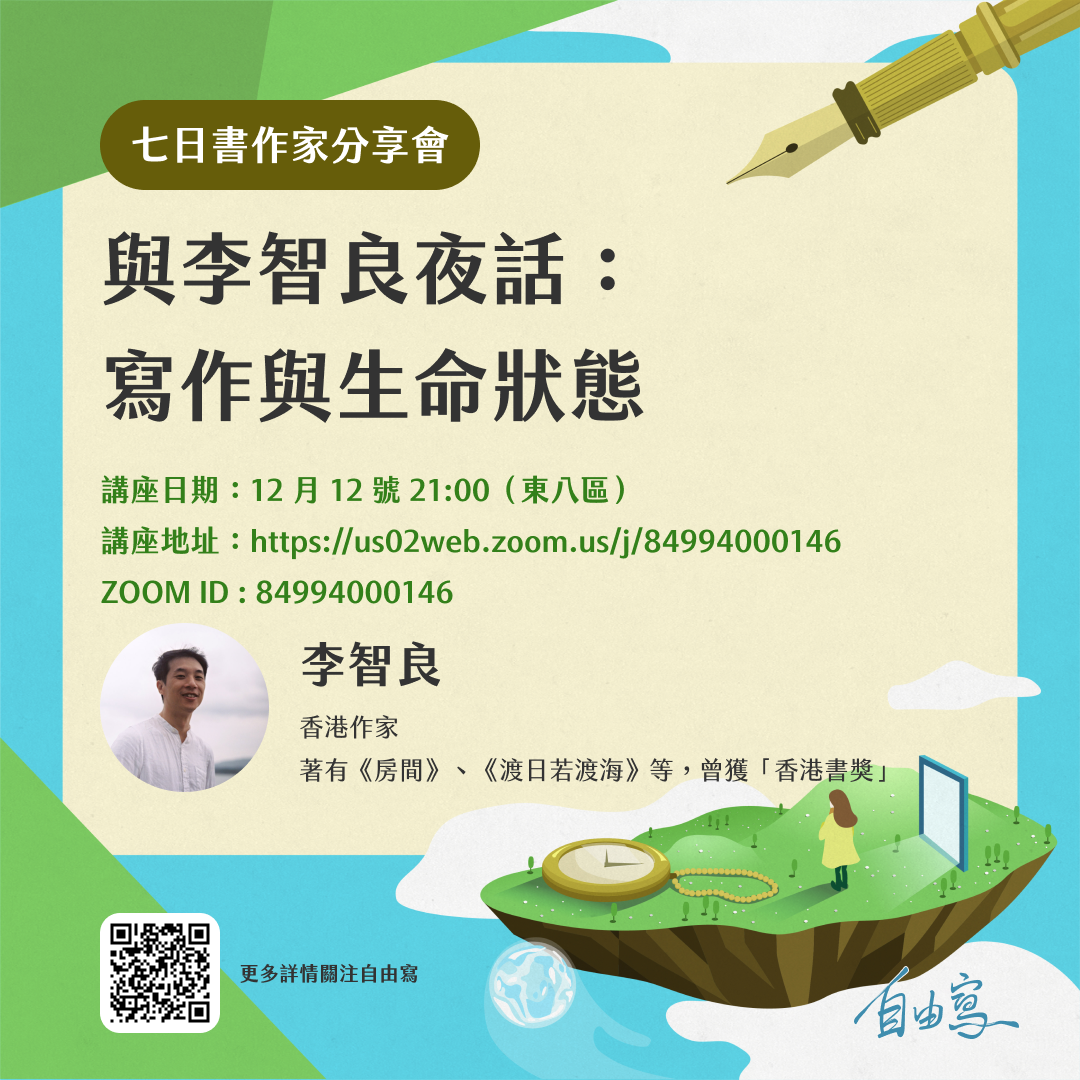 七日書作家分享會
與李智良夜話：
寫作與生命狀態
講座日期：12 月 12 號 21:00（東八區）
講座地址：https://us02web.zoom.us/j/84994000146
ZOOM ID : 84994000146
李智良
香港作家
著有《房間》、《渡日若渡海》等，曾獲「香港書獎」
更多詳情關注自由寫
自由寫